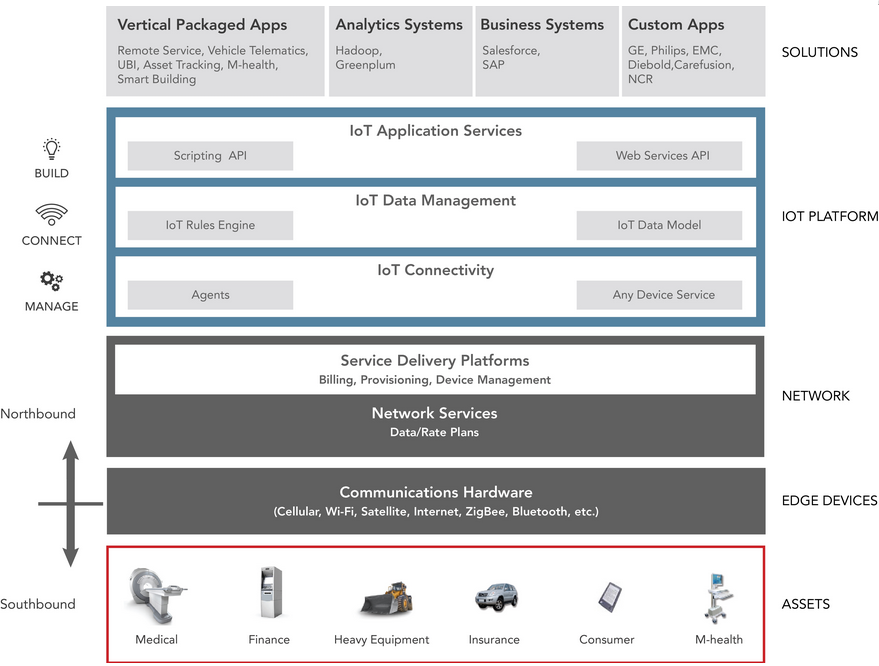 Vertical Packaged Apps
Remote Service, Vehicle Telematics,
UBI, Asset Tracking, M-health,
Smart Building
Analytics Systems
Hadoop,
Greenplum
Business Systems
Salesforce,
SAP
Custom Apps
GE, Philips, EMC,
Diebold,Carefusion,
NCR
SOLUTIONS
BUILD
CONNECT
MANAGE
IoT Application Services
Scripting API
Web Services API
IoT Data Management
IoT Rules Engine
IoT Data Model
IoT Connectivity
Agents
Any Device Service
IOT PLATFORM
Service Delivery Platforms
Billing, Provisioning, Device Management
Network Services
Data/Rate Plans
NETWORK
Northbound
Communications Hardware
(Cellular, Wi-Fi, Satellite, Internet, ZigBee, Bluetooth, etc.)
EDGE DEVICES
Southbound
Medical
Finance
Heavy Equipment
Insurance
Consumer
M-health
ASSETS